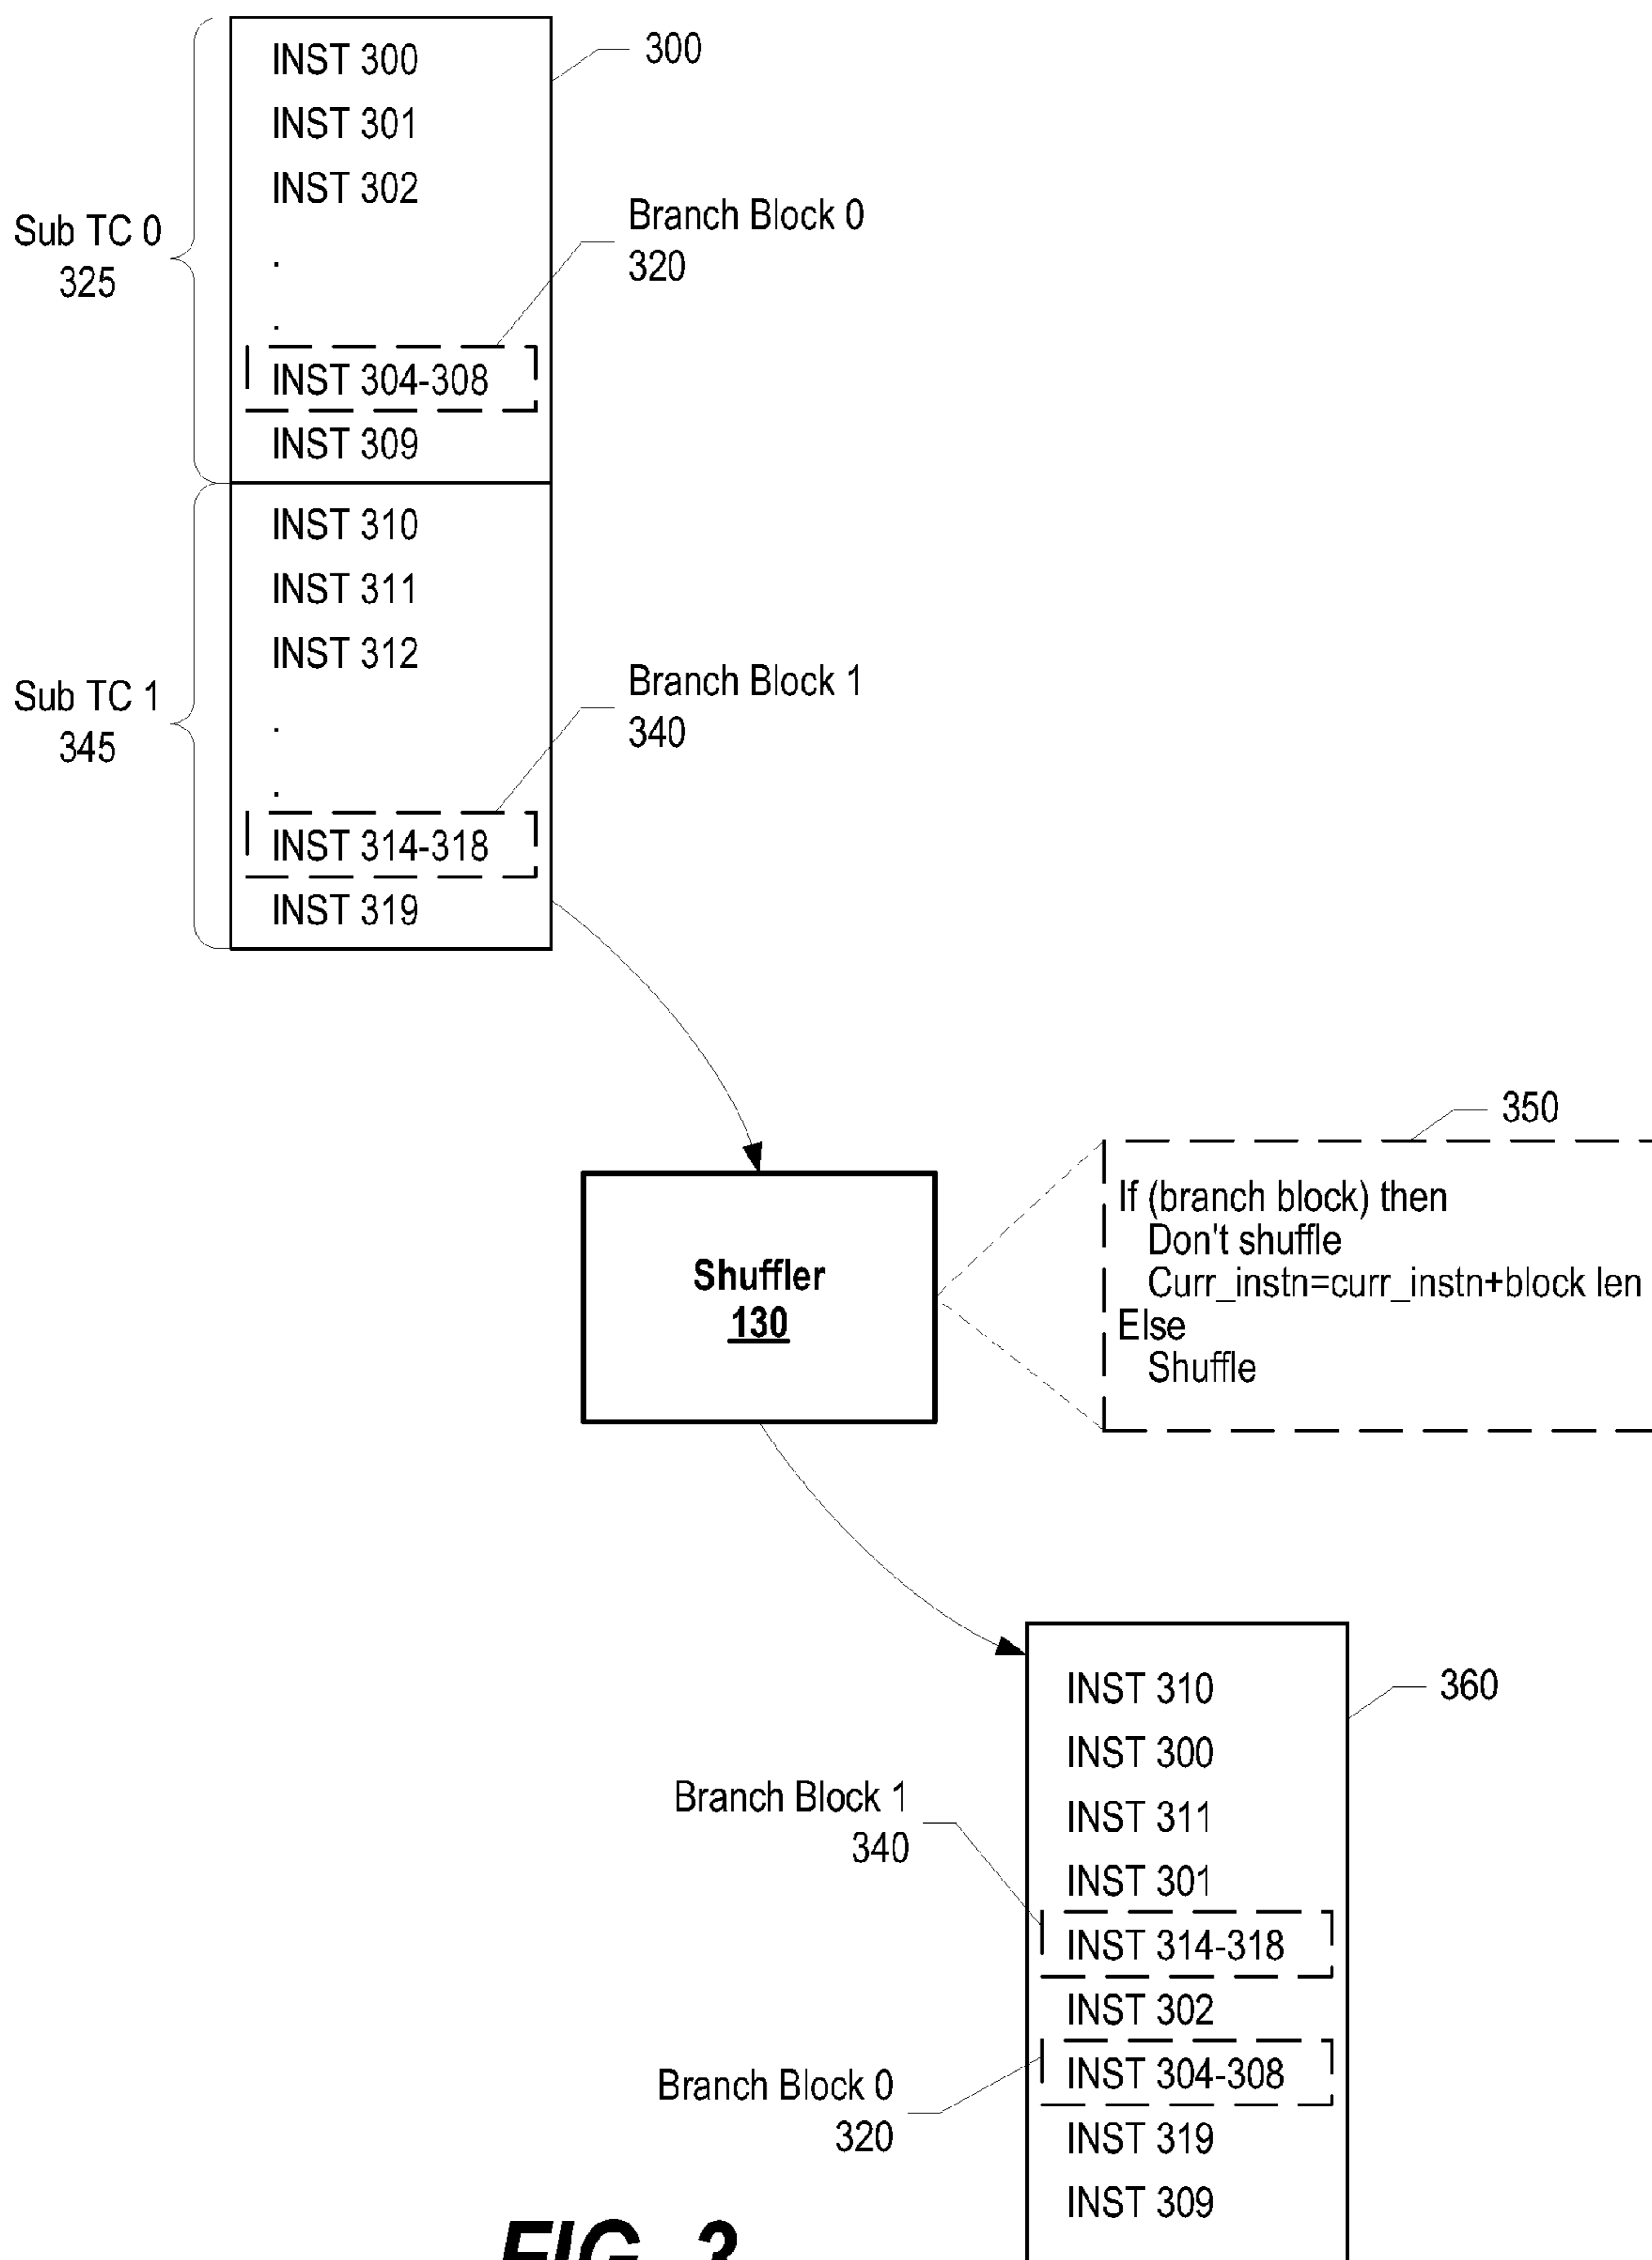 INST 300
300
INST 301
INST 302
Sub TC 0
325
.
.
Branch Block 0
320
INST 304-308
INST 309
INST 310
INST 311
INST 312
Sub TC 1
345
.
.
Branch Block 1
340
INST 314-318
INST 319
350
If (branch block) then
Don't shuffle
Curr_instn=curr_instn+block len
Else
Shuffle
Shuffler
130
INST 310
360
INST 300
Branch Block 1
340
INST 311
INST 301
INST 314-318
INST 302
INST 304-308
Branch Block 0
320
INST 319
INST 309